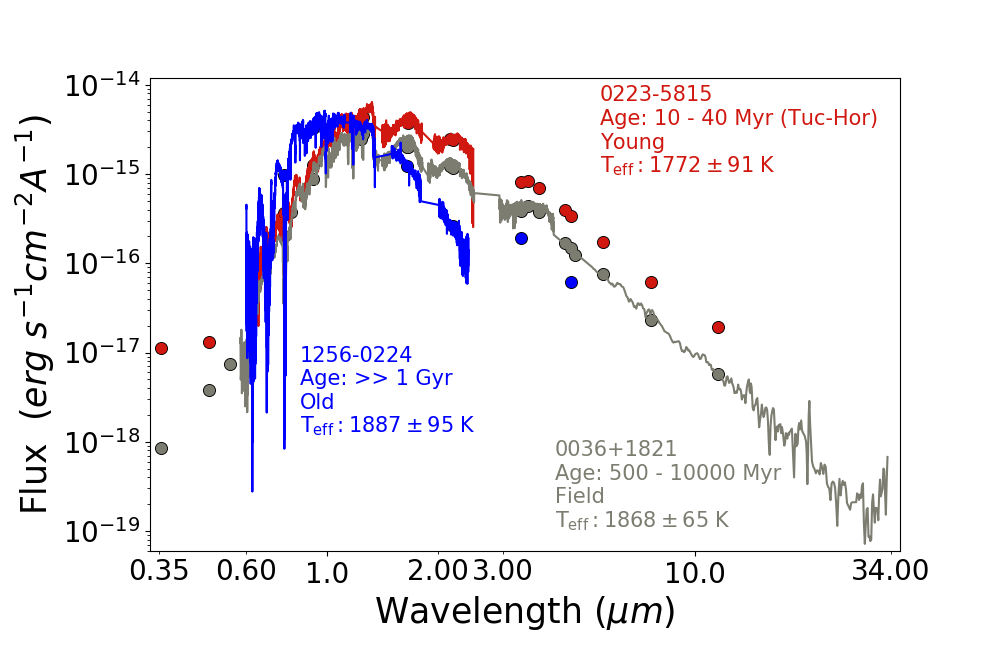 10⁻¹⁴
10⁻¹⁵
10⁻¹⁶
10⁻¹⁷
10⁻¹⁸
10⁻¹⁹
Flux (erg s⁻¹cm⁻²A⁻¹)
0223-5815
Age: 10 - 40 Myr (Tuc-Hor)
Young
T_eff : 1772 ± 91 K
1256-0224
Age: >> 1 Gyr
Old
T_eff : 1887 ± 95 K
0036+1821
Age: 500 - 10000 Myr
Field
T_eff : 1868 ± 65 K
0.35 0.60 1.0 2.00 3.00 10.0 34.00
Wavelength (μm)